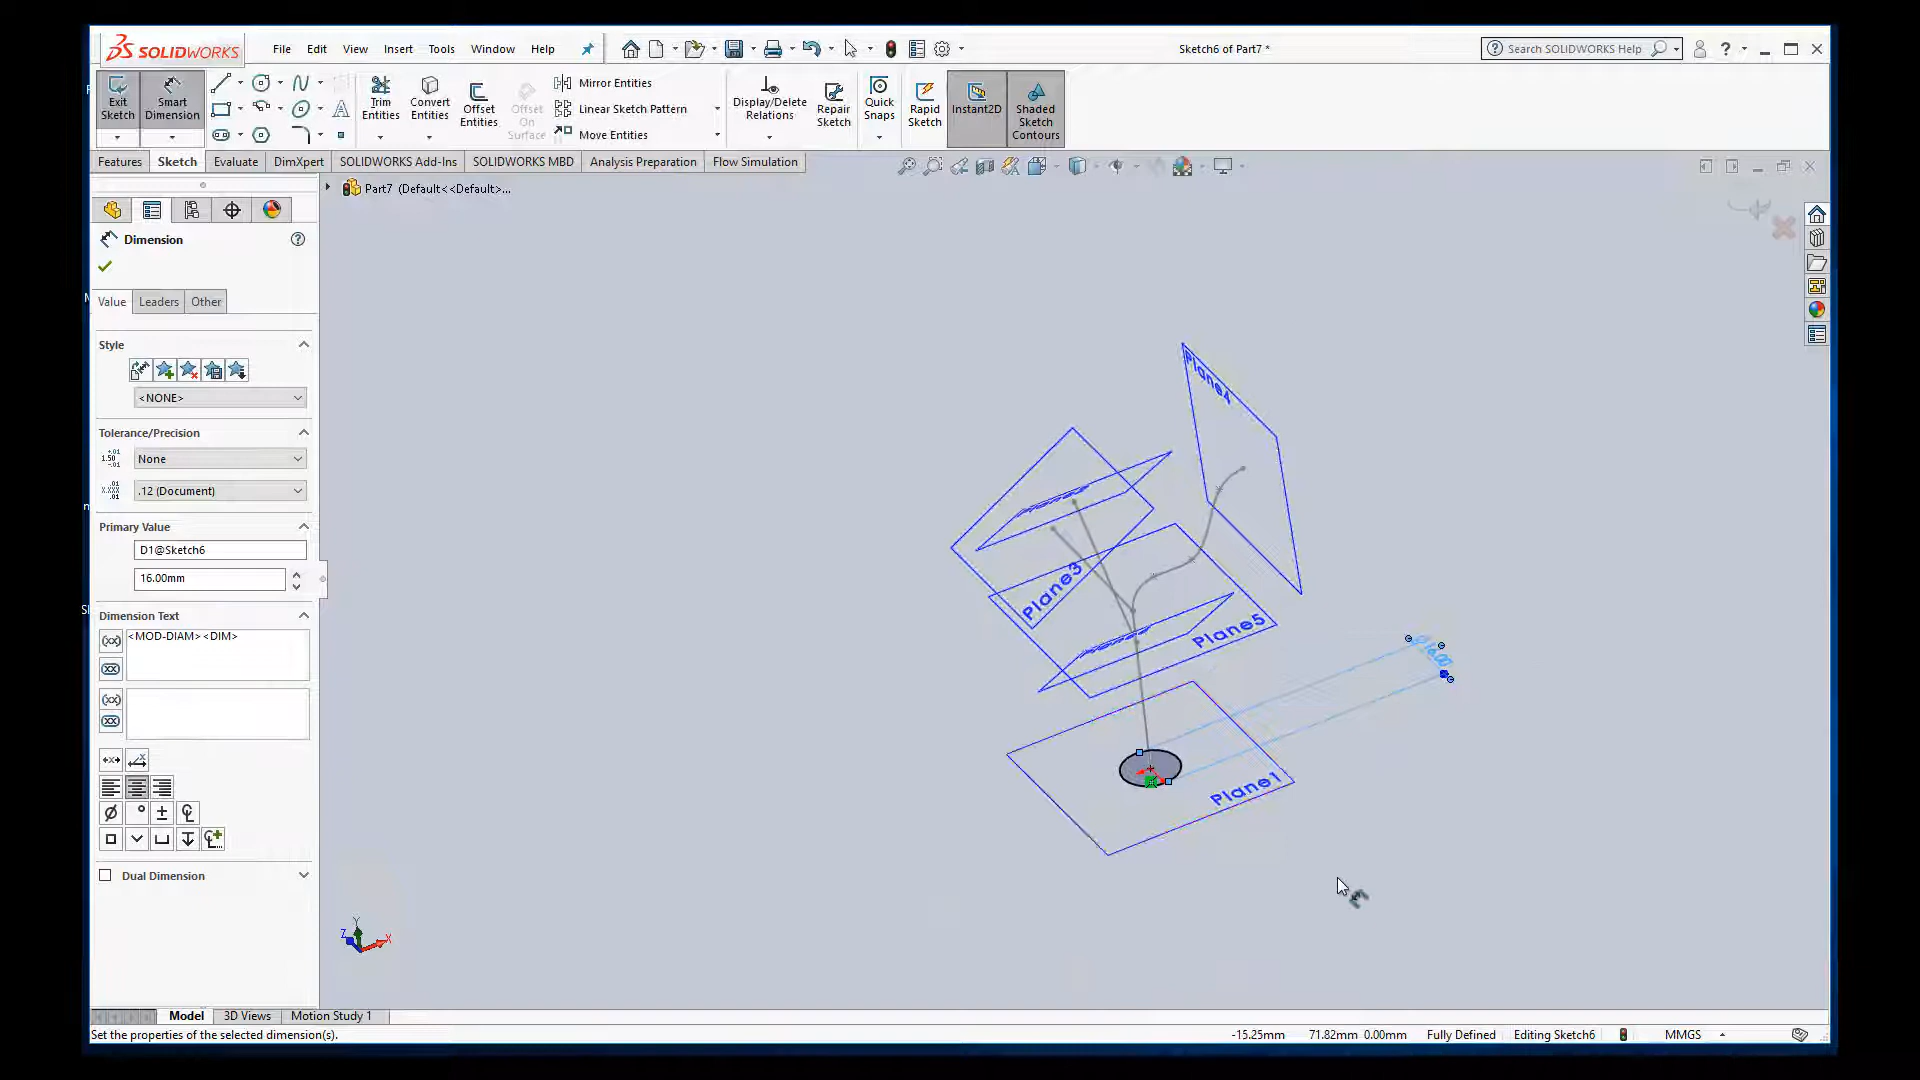 SOLIDWORKS
File Edit View Insert Tools Window Help
Sketch6 of Part7 *
Search SOLIDWORKS Help
Exit Sketch
Smart Dimension
Trim Entities
Convert Entities
Offset Entities
Offset On Surface
Mirror Entities
Linear Sketch Pattern
Move Entities
Display/Delete Relations
Repair Sketch
Quick Snaps
Rapid Sketch
Instant2D
Shaded Sketch Contours
Features Sketch Evaluate DimXpert SOLIDWORKS Add-Ins SOLIDWORKS MBD Analysis Preparation Flow Simulation
Part7 (Default<<Default>...
Dimension
Value Leaders Other
Style
<NONE>
Tolerance/Precision
None
.12 (Document)
Primary Value
D1@Sketch6
16.00mm
Dimension Text
<MOD-DIAM><DIM>
Dual Dimension
Plane4
Plane3
Plane5
Ø16.00
Plane1
Y
Z
X
Model 3D Views Motion Study 1
Set the properties of the selected dimension(s).
-15.25mm 71.82mm 0.00mm Fully Defined Editing Sketch6 MMGS